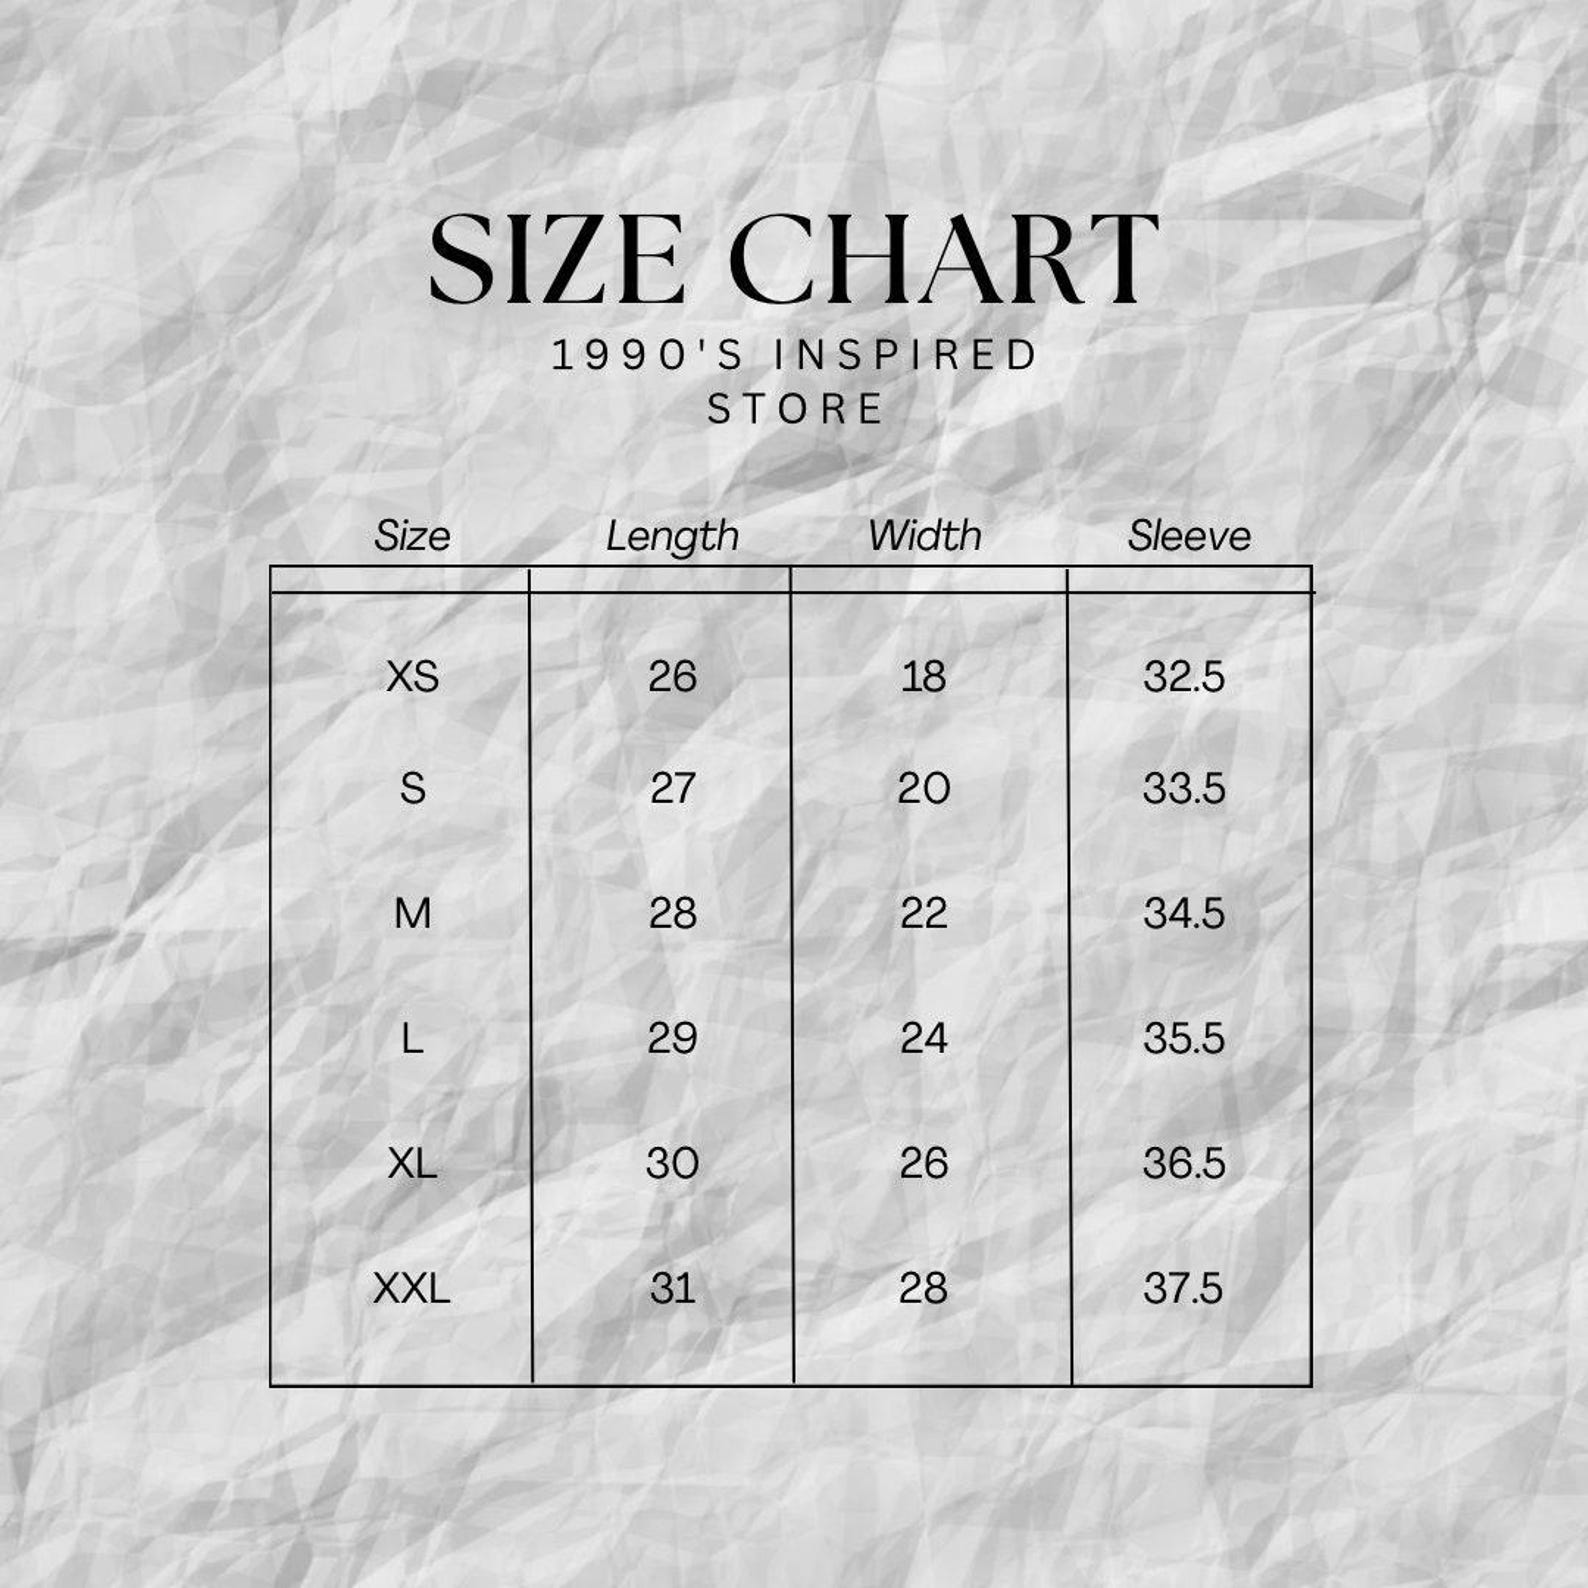 SIZE CHART
1990'S INSPIRED
STORE
Size Length Width Sleeve
XS 26 18 32.5
S 27 20 33.5
M 28 22 34.5
L 29 24 35.5
XL 30 26 36.5
XXL 31 28 37.5